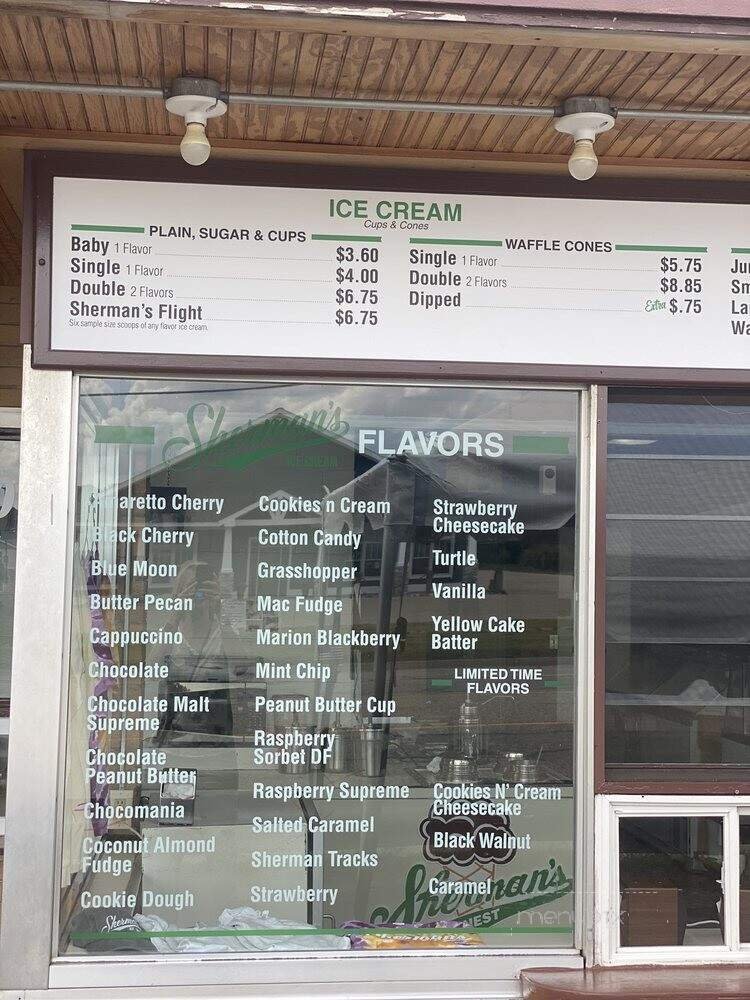 ICE CREAM
Cups & Cones
PLAIN, SUGAR & CUPS
Baby 1 Flavor $3.60
Single 1 Flavor $4.00
Double 2 Flavors $6.75
Sherman's Flight $6.75
Six sample size scoops of any flavor ice cream.
WAFFLE CONES
Single 1 Flavor $5.75
Double 2 Flavors $8.85
Dipped Extra $.75
Sherman's
ICE CREAM
FLAVORS
Black Cherry
Blue Moon
Butter Pecan
Cappuccino
Chocolate
Chocolate Malt
Supreme
Chocolate
Peanut Butter
Chocomania
Coconut Almond
Fudge
Cookie Dough
Cookies n Cream
Cotton Candy
Grasshopper
Mac Fudge
Marion Blackberry
Mint Chip
Peanut Butter Cup
Raspberry
Sorbet DF
Raspberry Supreme
Salted Caramel
Sherman Tracks
Strawberry
Strawberry
Cheesecake
Turtle
Vanilla
Yellow Cake
Batter
LIMITED TIME
FLAVORS
Cookies N' Cream
Cheesecake
Black Walnut
Caramel
Sherman's